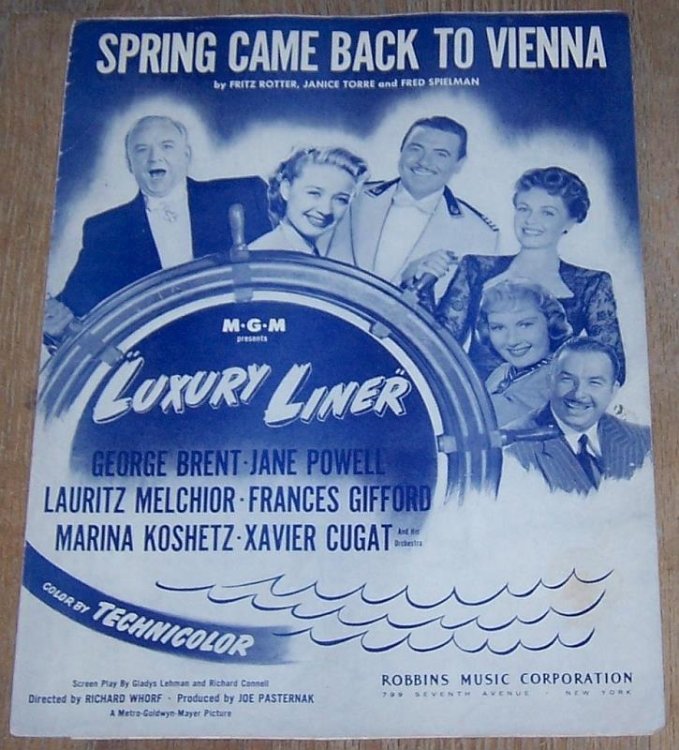 SPRING CAME BACK TO VIENNA
by FRITZ ROTTER, JANICE TORRE and FRED SPIELMAN
M·G·M
presents
"LUXURY LINER"
GEORGE BRENT · JANE POWELL
LAURITZ MELCHIOR · FRANCES GIFFORD
MARINA KOSHETZ · XAVIER CUGAT And His Orchestra
COLOR BY TECHNICOLOR
Screen Play By Gladys Lehman and Richard Connell
Directed by RICHARD WHORF · Produced by JOE PASTERNAK
A Metro-Goldwyn-Mayer Picture
ROBBINS MUSIC CORPORATION
799 SEVENTH AVENUE · NEW YORK